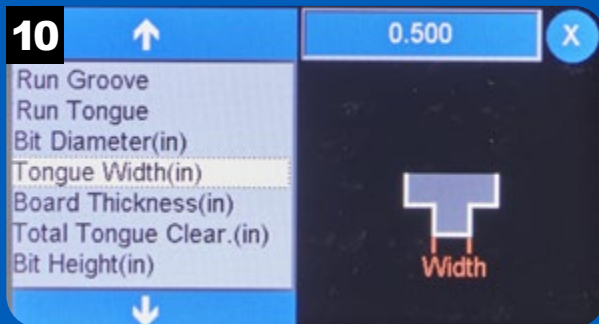 10
0.500
X
Run Groove
Run Tongue
Bit Diameter(in)
Tongue Width(in)
Board Thickness(in)
Total Tongue Clear.(in)
Bit Height(in)
Width